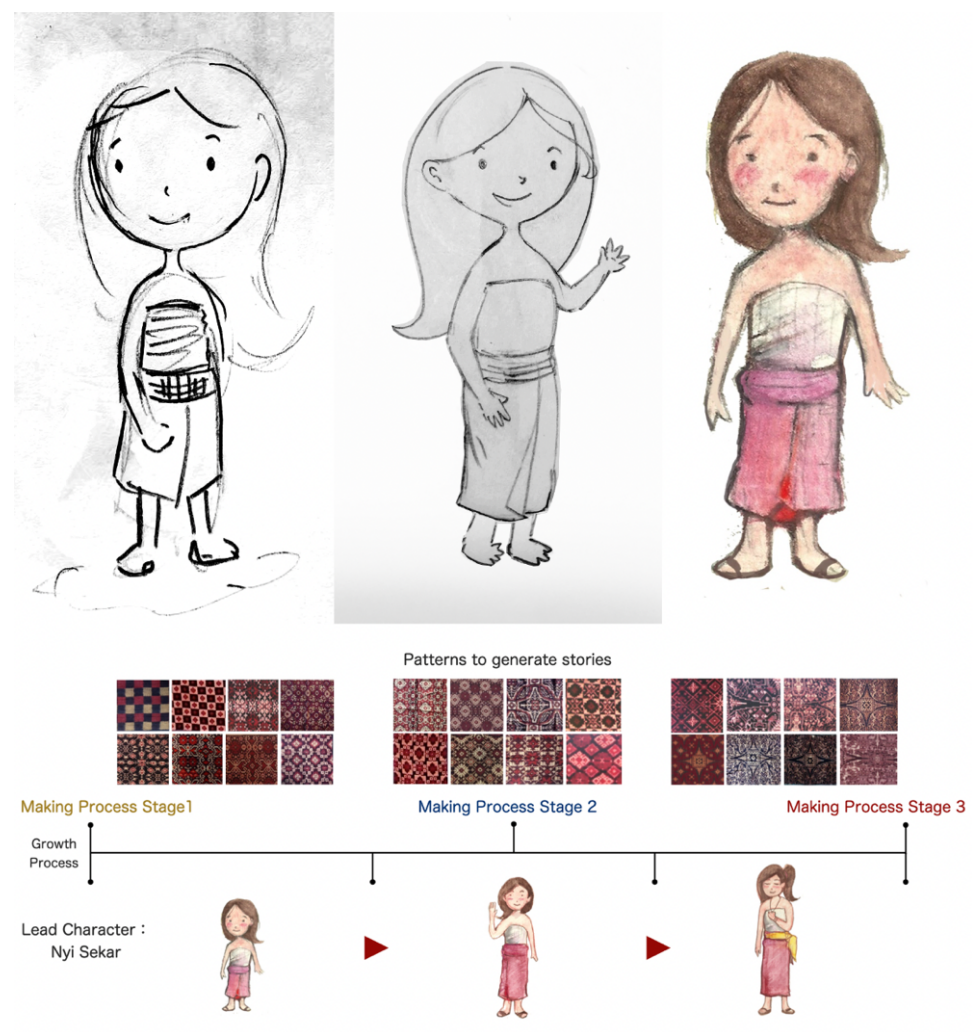 Patterns to generate stories
Making Process Stage1
Making Process Stage 2
Making Process Stage 3
Growth
Process
Lead Character：
Nyi Sekar